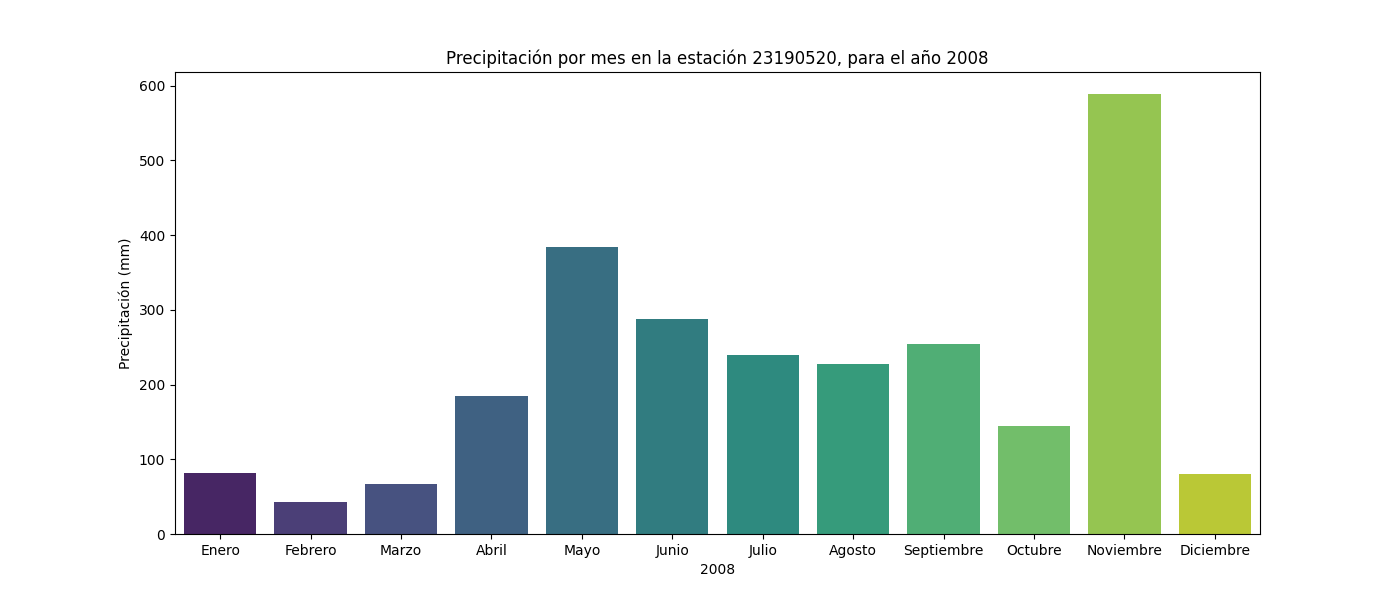 Precipitación por mes en la estación 23190520, para el año 2008
Precipitación (mm)
600
500
400
300
200
100
0
Enero Febrero Marzo Abril Mayo Junio Julio Agosto Septiembre Octubre Noviembre Diciembre
2008